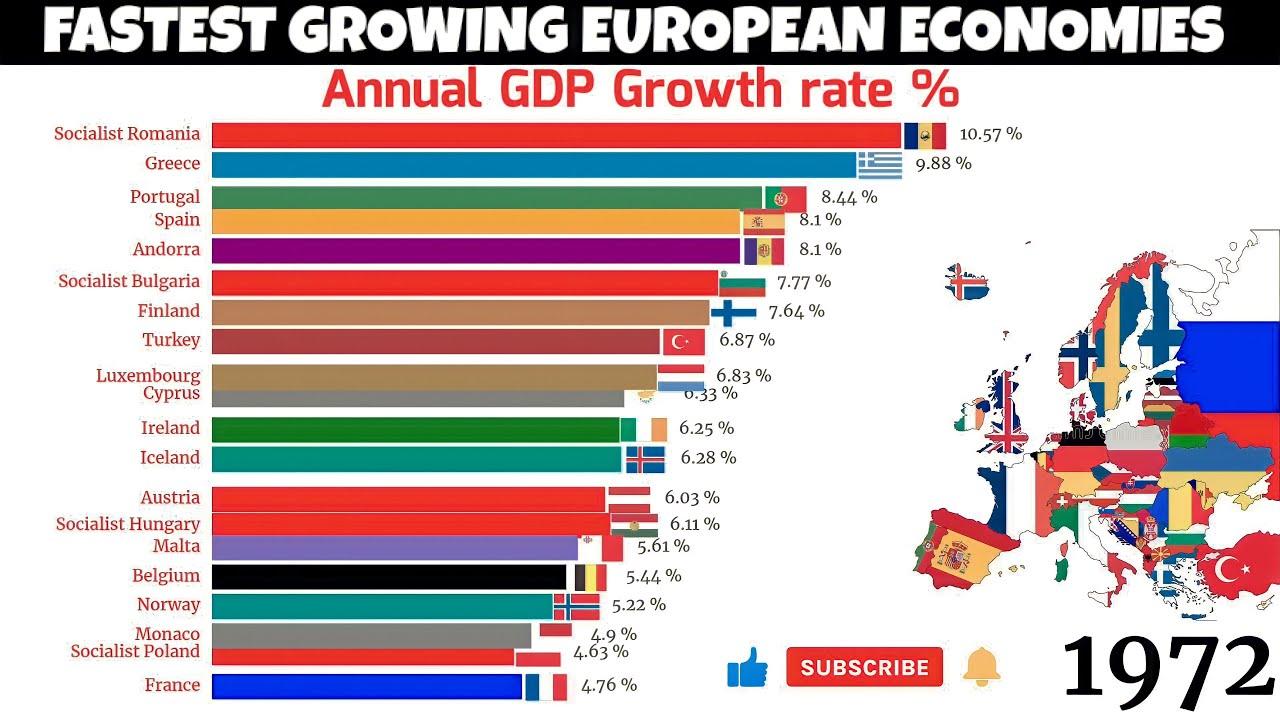 FASTEST GROWING EUROPEAN ECONOMIES
Annual GDP Growth rate %
Socialist Romania 10.57 %
Greece 9.88 %
Portugal 8.44 %
Spain 8.1 %
Andorra 8.1 %
Socialist Bulgaria 7.77 %
Finland 7.64 %
Turkey 6.87 %
Luxembourg 6.83 %
Cyprus 6.33 %
Ireland 6.25 %
Iceland 6.28 %
Austria 6.03 %
Socialist Hungary 6.11 %
Malta 5.61 %
Belgium 5.44 %
Norway 5.22 %
Monaco 4.9 %
Socialist Poland 4.63 %
France 4.76 %
SUBSCRIBE
1972